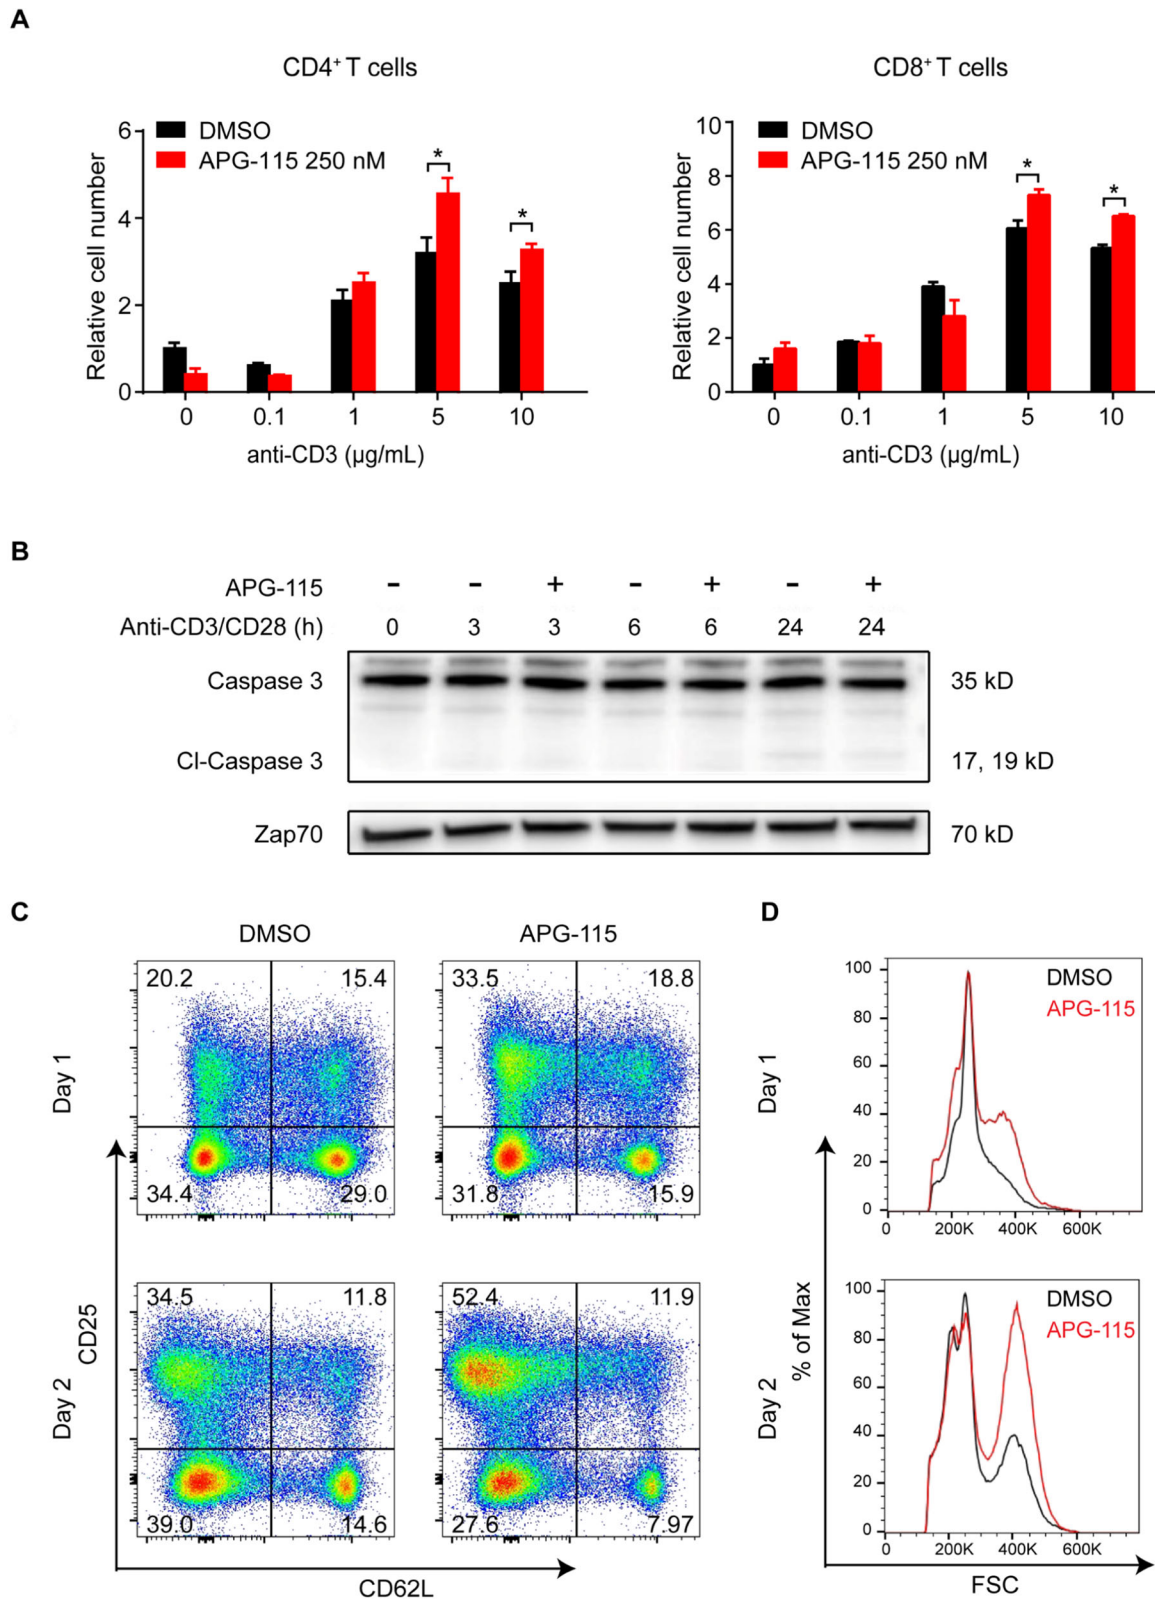 A
CD4+ T cells
DMSO
APG-115 250 nM
*
*
Relative cell number
6
4
2
0
0 0.1 1 5 10
anti-CD3 (µg/mL)
CD8+ T cells
DMSO
APG-115 250 nM
*
*
Relative cell number
10
8
6
4
2
0
0 0.1 1 5 10
anti-CD3 (µg/mL)
B
APG-115 - - + - + - +
Anti-CD3/CD28 (h) 0 3 3 6 6 24 24
Caspase 3 35 kD
Cl-Caspase 3 17, 19 kD
Zap70 70 kD
C
DMSO APG-115
Day 1
20.2 15.4 33.5 18.8
34.4 29.0 31.8 15.9
Day 2
34.5 11.8 52.4 11.9
39.0 14.6 27.6 7.97
CD25
CD62L
D
Day 1
DMSO
APG-115
100
80
60
40
20
0
0 200K 400K 600K
Day 2
DMSO
APG-115
100
80
60
40
20
0
0 200K 400K 600K
% of Max
FSC